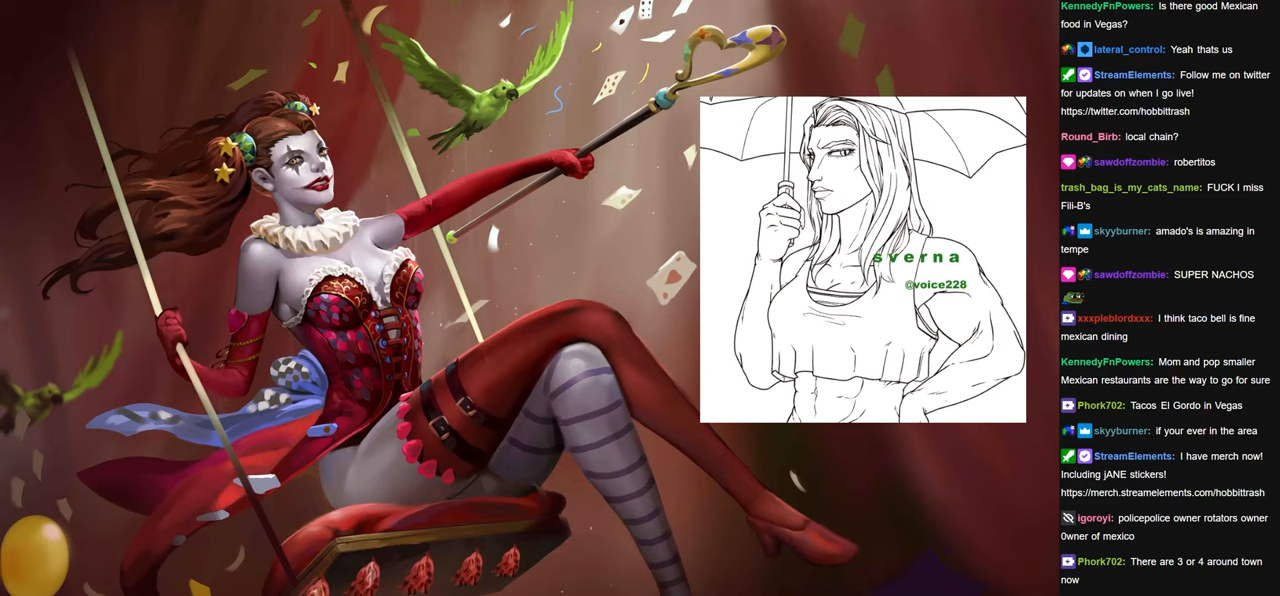 s v e r n a
@voice228
KennedyFnPowers: Is there good Mexican
food in Vegas?
lateral_control: Yeah thats us
StreamElements: Follow me on twitter
for updates on when I go live!
https://twitter.com/hobbittrash
Round_Birb: local chain?
sawdoffzombie: robertitos
trash_bag_is_my_cats_name: FUCK I miss
Fili-B's
skyyburner: amado's is amazing in
tempe
sawdoffzombie: SUPER NACHOS
xxxpleblordxxx: I think taco bell is fine
mexican dining
KennedyFnPowers: Mom and pop smaller
Mexican restaurants are the way to go for sure
Phork702: Tacos El Gordo in Vegas
skyyburner: if your ever in the area
StreamElements: I have merch now!
Including jANE stickers!
https://merch.streamelements.com/hobbittrash
igoroyi: policepolice owner rotators owner
0wner of mexico
Phork702: There are 3 or 4 around town
now